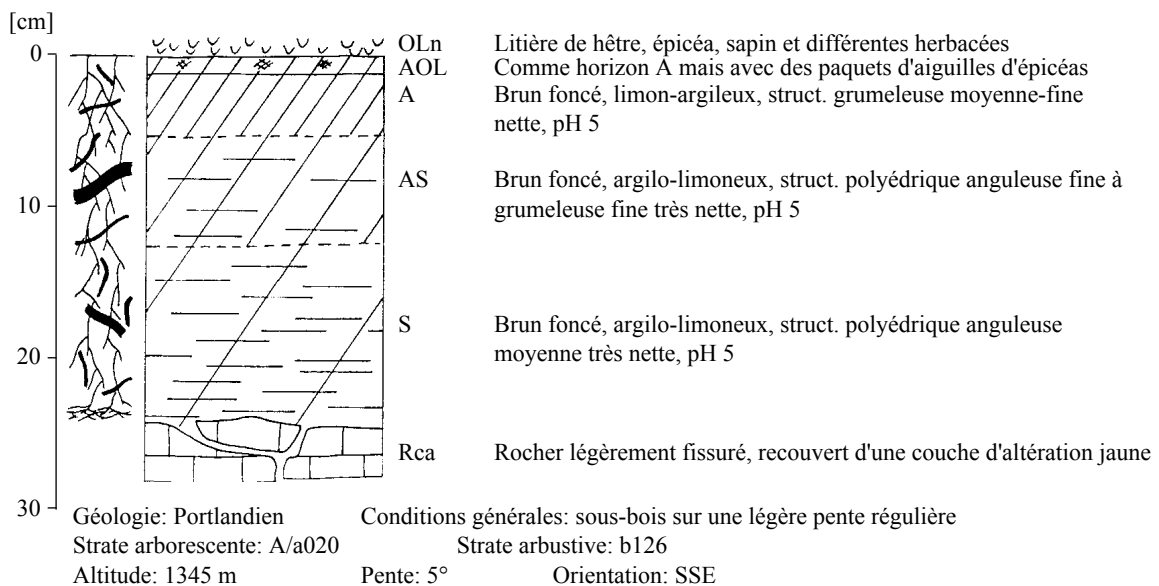 [cm]
OLn Litière de hêtre, épicéa, sapin et différentes herbacées
0
AOL Comme horizon A mais avec des paquets d'aiguilles d'épicéas
A Brun foncé, limon-argileux, struct. grumeleuse moyenne-fine
nette, pH 5
AS Brun foncé, argilo-limoneux, struct. polyédrique anguleuse fine à
10 grumeleuse fine très nette, pH 5
S Brun foncé, argilo-limoneux, struct. polyédrique anguleuse
moyenne très nette, pH 5
20
Rca Rocher légèrement fissuré, recouvert d'une couche d'altération jaune
30
Géologie: Portlandien Conditions générales: sous-bois sur une légère pente régulière
Strate arborescente: A/a020 Strate arbustive: b126
Altitude: 1345 m Pente: 5° Orientation: SSE